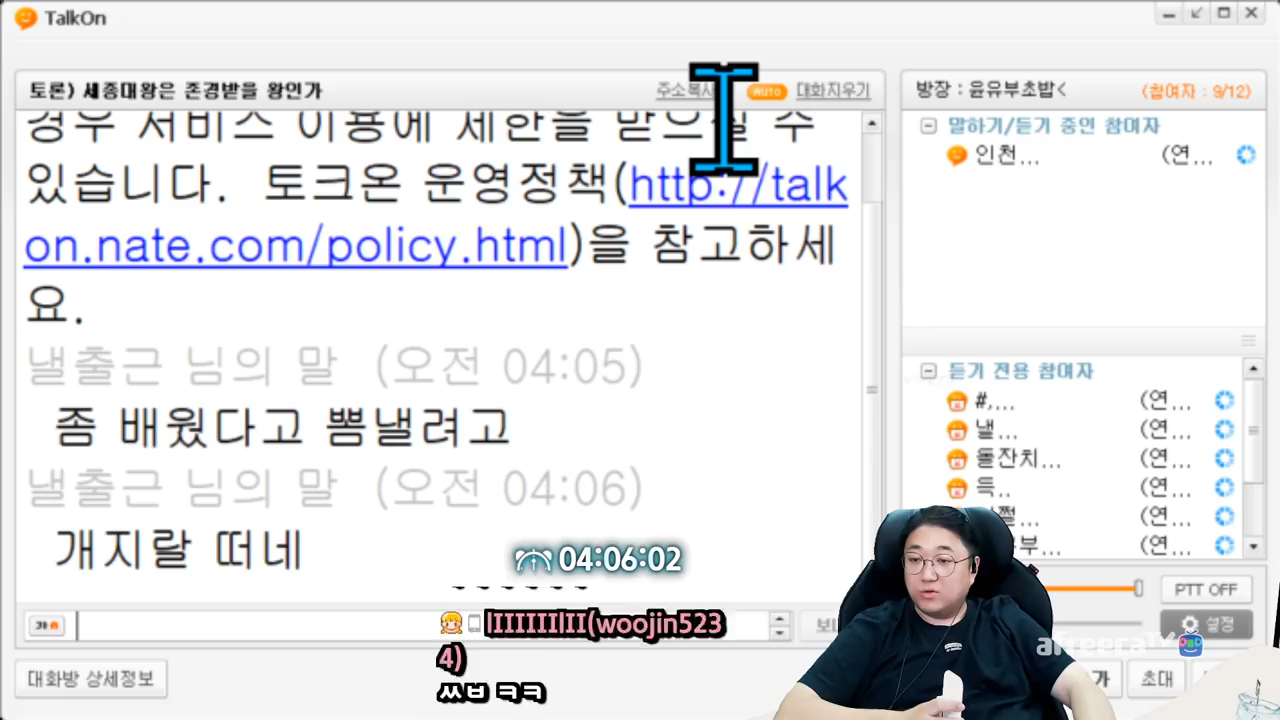 TalkOn
토론) 세종대왕은 존경받을 왕인가
주소복사
AUTO
대화지우기
경우 서비스 이용에 제한을 받으실 수
있습니다. 토크온 운영정책(http://talk
on.nate.com/policy.html)을 참고하세
요.
낼출근 님의 말 (오전 04:05)
좀 배웠다고 뽐낼려고
낼출근 님의 말 (오전 04:06)
개지랄 떠네
04:06:02
lIIIIIIlII(woojin523
4)
ㅆㅂ ㅋㅋ
가
대화방 상세정보
방장 : 윤유부초밥<
(참여자 : 9/12)
말하기/듣기 중인 참여자
인천... (연...
듣기 전용 참여자
#,... (연...
낼... (연...
돌잔치... (연...
득.. (연...
(연...
(연...
PTT OFF
설정
afreecaTV
초대